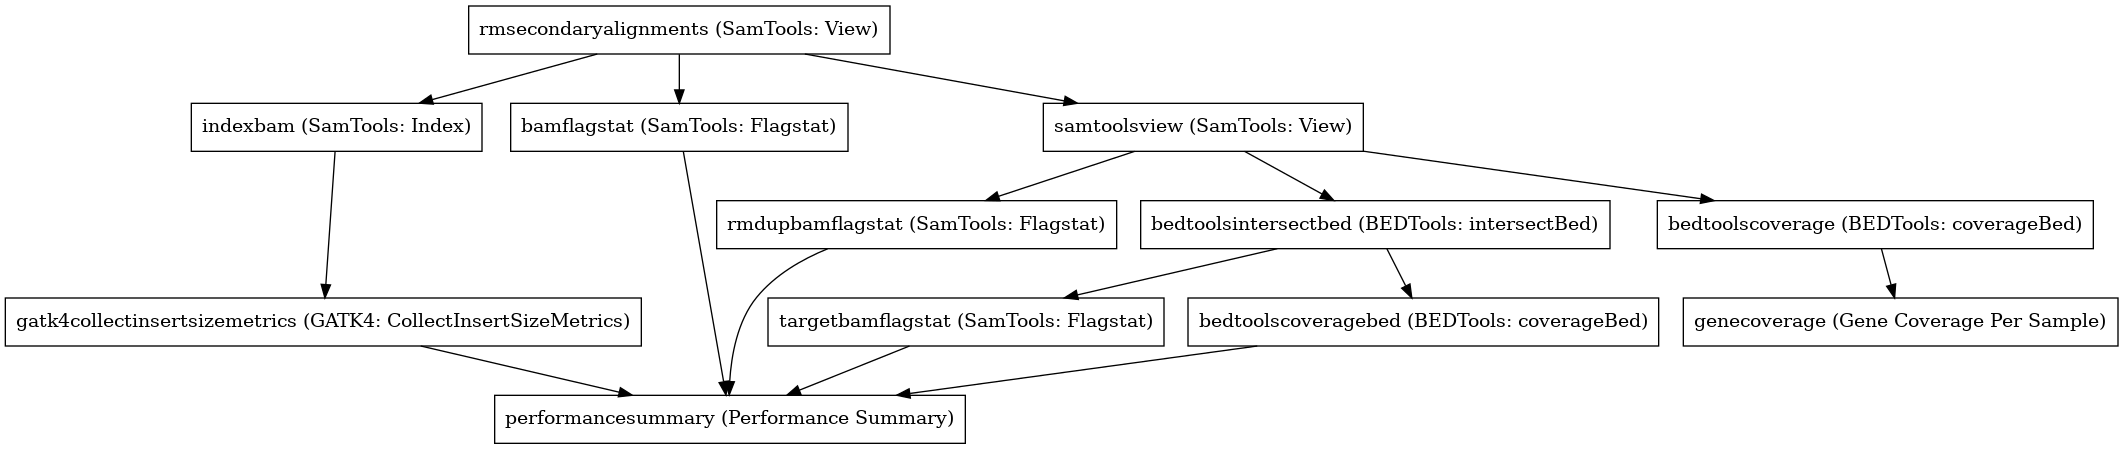 rmsecondaryalignments (SamTools: View)
indexbam (SamTools: Index)
bamflagstat (SamTools: Flagstat)
samtoolsview (SamTools: View)
rmdupbamflagstat (SamTools: Flagstat)
bedtoolsintersectbed (BEDTools: intersectBed)
bedtoolscoverage (BEDTools: coverageBed)
gatk4collectinsertsizemetrics (GATK4: CollectInsertSizeMetrics)
targetbamflagstat (SamTools: Flagstat)
bedtoolscoveragebed (BEDTools: coverageBed)
genecoverage (Gene Coverage Per Sample)
performancesummary (Performance Summary)